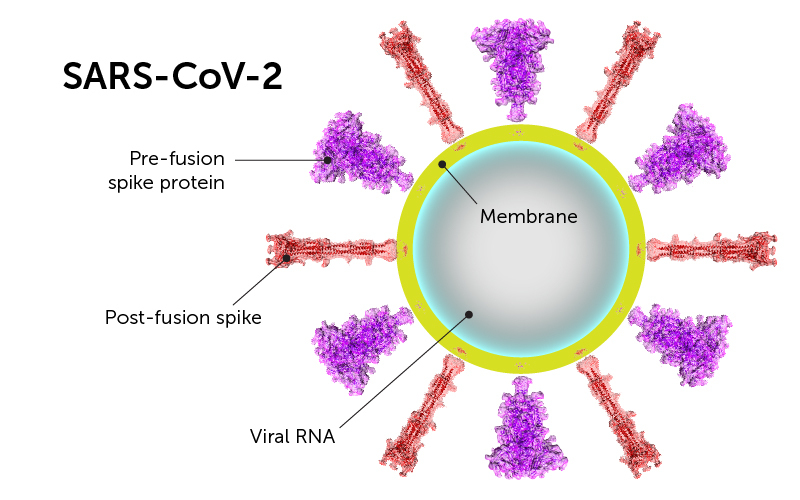 SARS-CoV-2
Pre-fusion
spike protein
Membrane
Post-fusion spike
Viral RNA